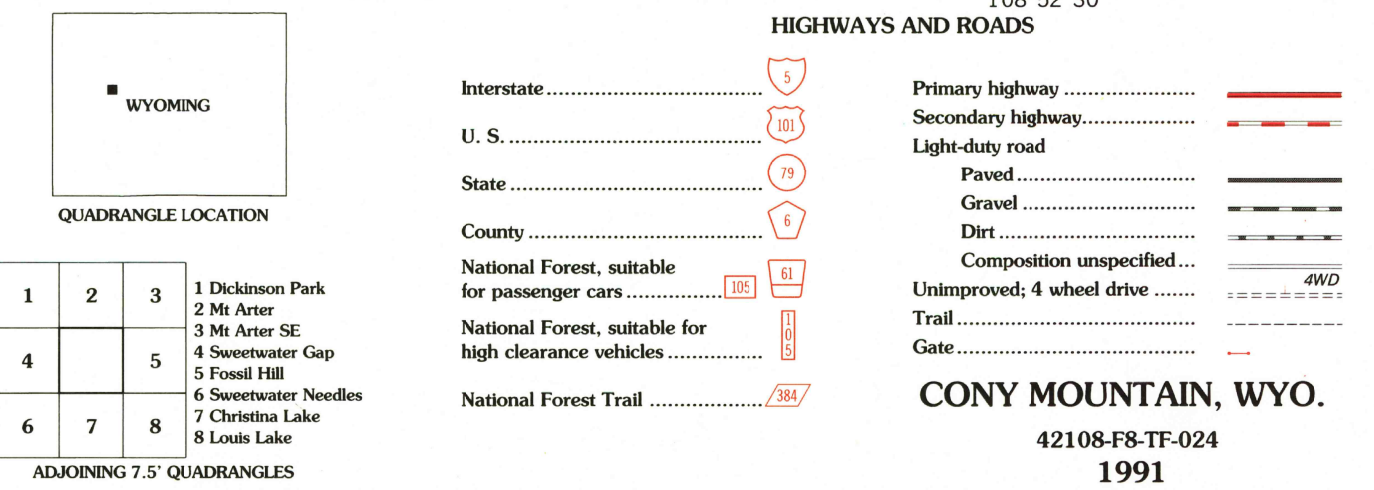 108 52 30
HIGHWAYS AND ROADS
WYOMING
QUADRANGLE LOCATION
1 2 3
4 5
6 7 8
1 Dickinson Park
2 Mt Arter
3 Mt Arter SE
4 Sweetwater Gap
5 Fossil Hill
6 Sweetwater Needles
7 Christina Lake
8 Louis Lake
ADJOINING 7.5' QUADRANGLES
Interstate 5
U. S. 101
State 79
County 6
National Forest, suitable
for passenger cars 105 61
National Forest, suitable for
high clearance vehicles 105
National Forest Trail 384
Primary highway
Secondary highway
Light-duty road
Paved
Gravel
Dirt
Composition unspecified
Unimproved; 4 wheel drive 4WD
Trail
Gate
CONY MOUNTAIN, WYO.
42108-F8-TF-024
1991